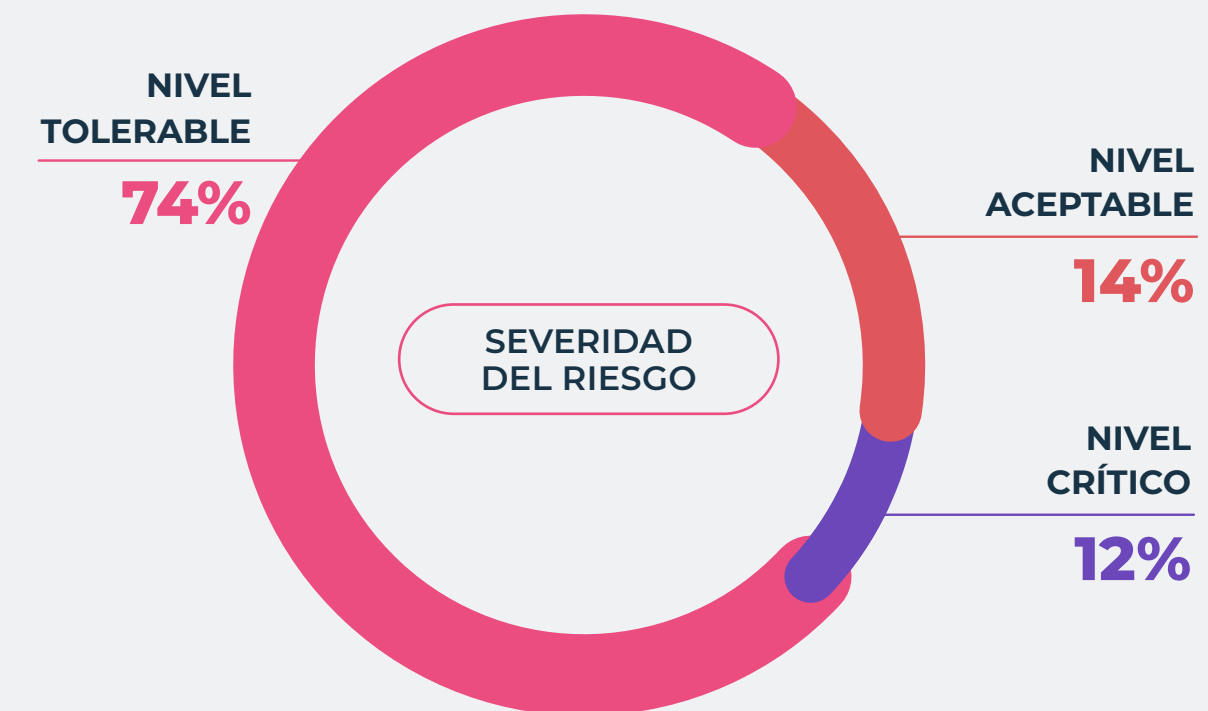 NIVEL
TOLERABLE
74%
NIVEL
ACEPTABLE
14%
SEVERIDAD
DEL RIESGO
NIVEL
CRÍTICO
12%